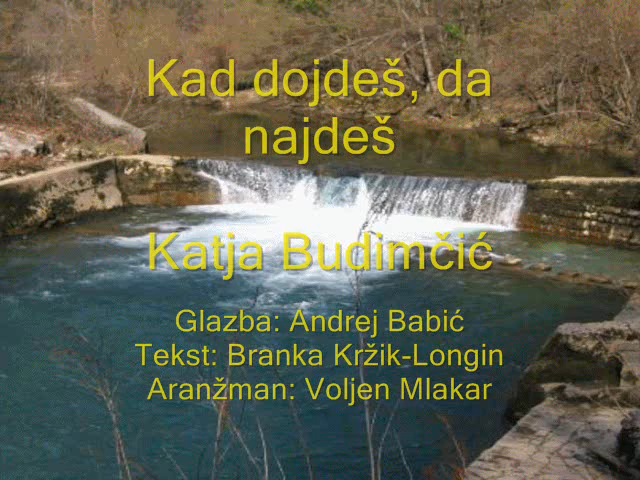 Kad dojdeš, da
najdeš
Katja Budimčić
Glazba: Andrej Babić
Tekst: Branka Kržik-Longin
Aranžman: Voljen Mlakar